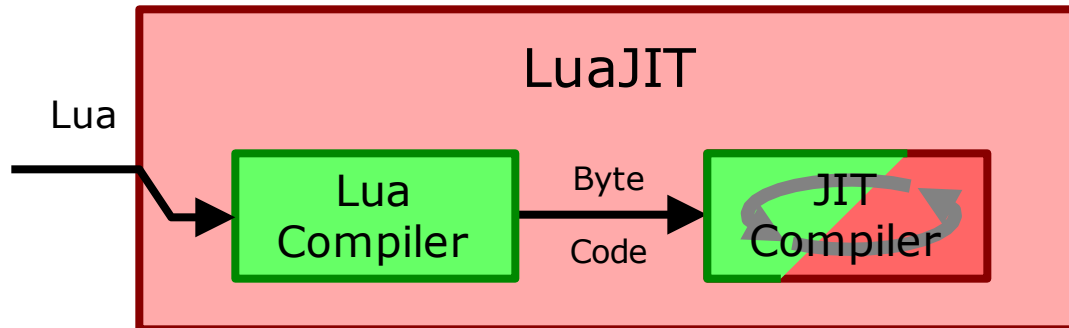 LuaJIT
Lua
Lua
Compiler
Byte
Code
JIT
Compiler